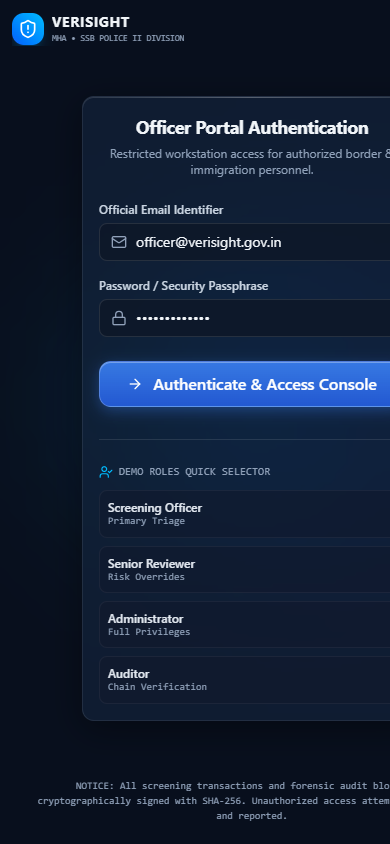 VERISIGHT
MHA • SSB POLICE II DIVISION
Officer Portal Authentication
Restricted workstation access for authorized border &
immigration personnel.
Official Email Identifier
officer@verisight.gov.in
Password / Security Passphrase
•••••••••••••
Authenticate & Access Console
DEMO ROLES QUICK SELECTOR
Screening Officer
Primary Triage
Senior Reviewer
Risk Overrides
Administrator
Full Privileges
Auditor
Chain Verification
NOTICE: All screening transactions and forensic audit
cryptographically signed with SHA-256. Unauthorized access
and reported.